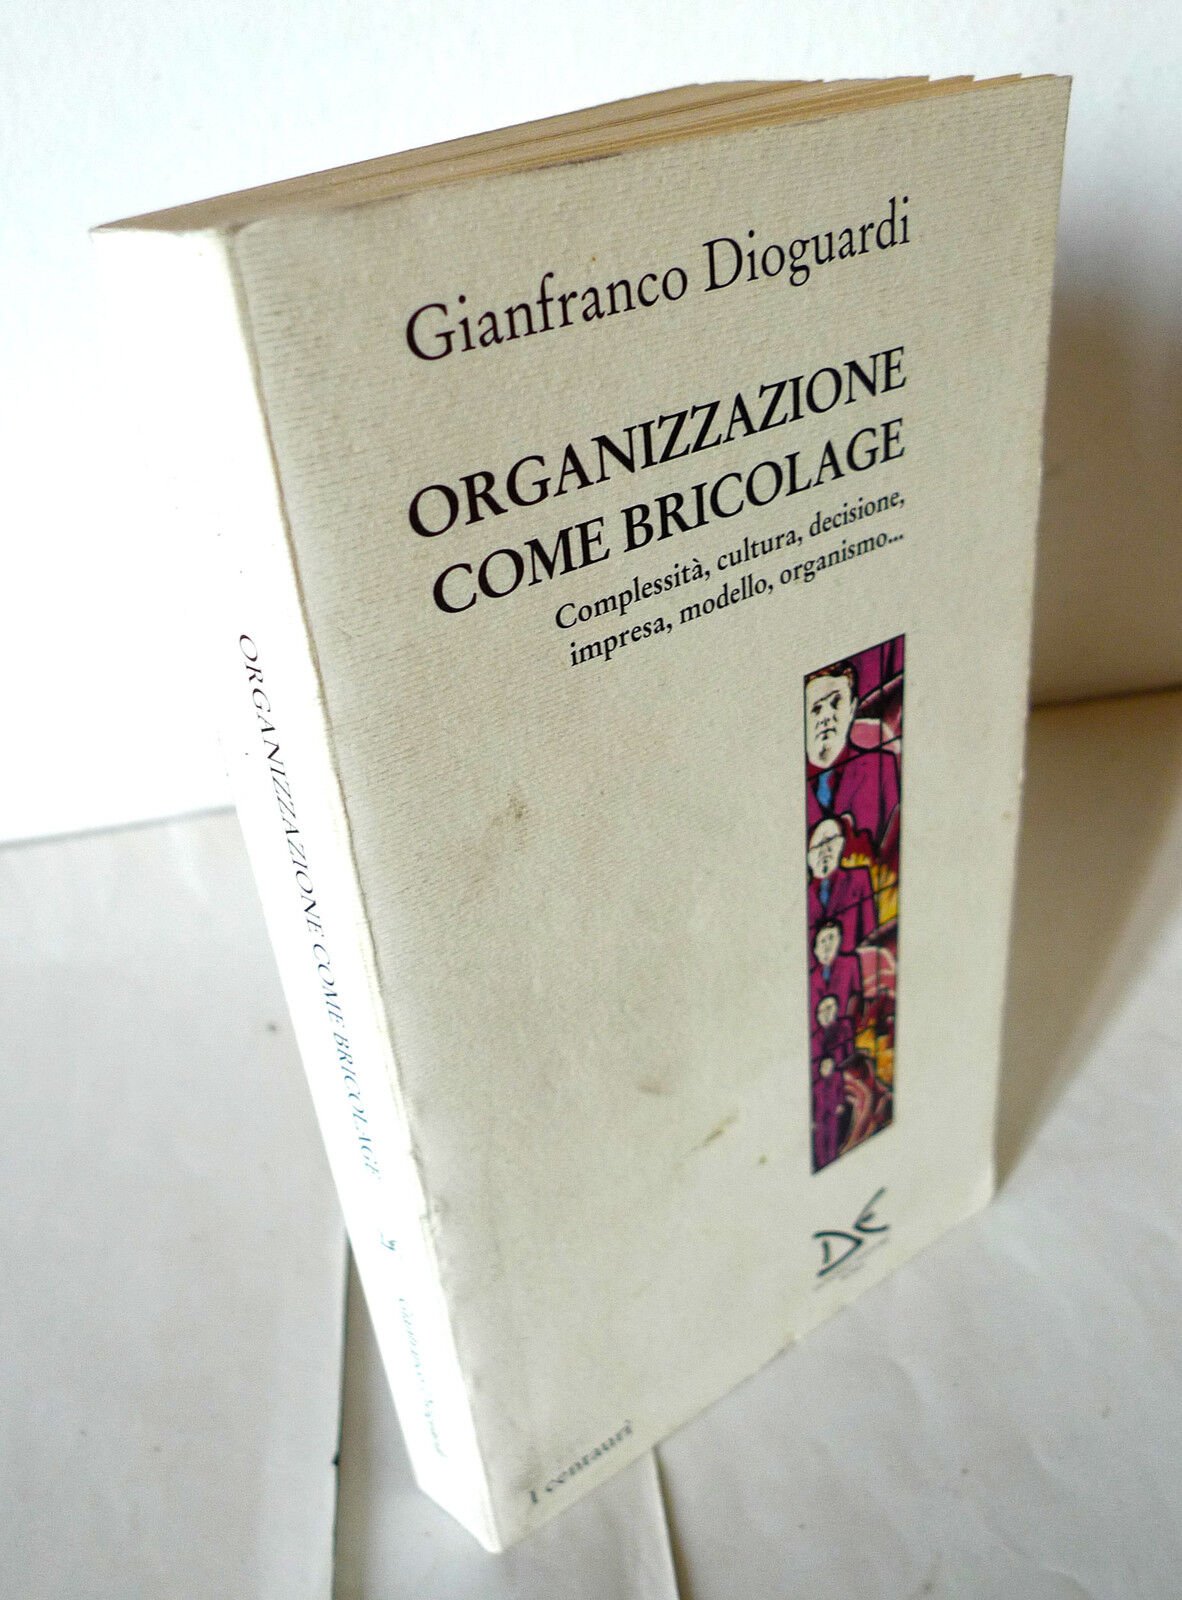 Gianfranco Dioguardi
ORGANIZZAZIONE
COME BRICOLAGE
Complessità, cultura, decisione,
impresa, modello, organismo...
DE
I centauri
ORGANIZZAZIONE COME BRICOLAGE